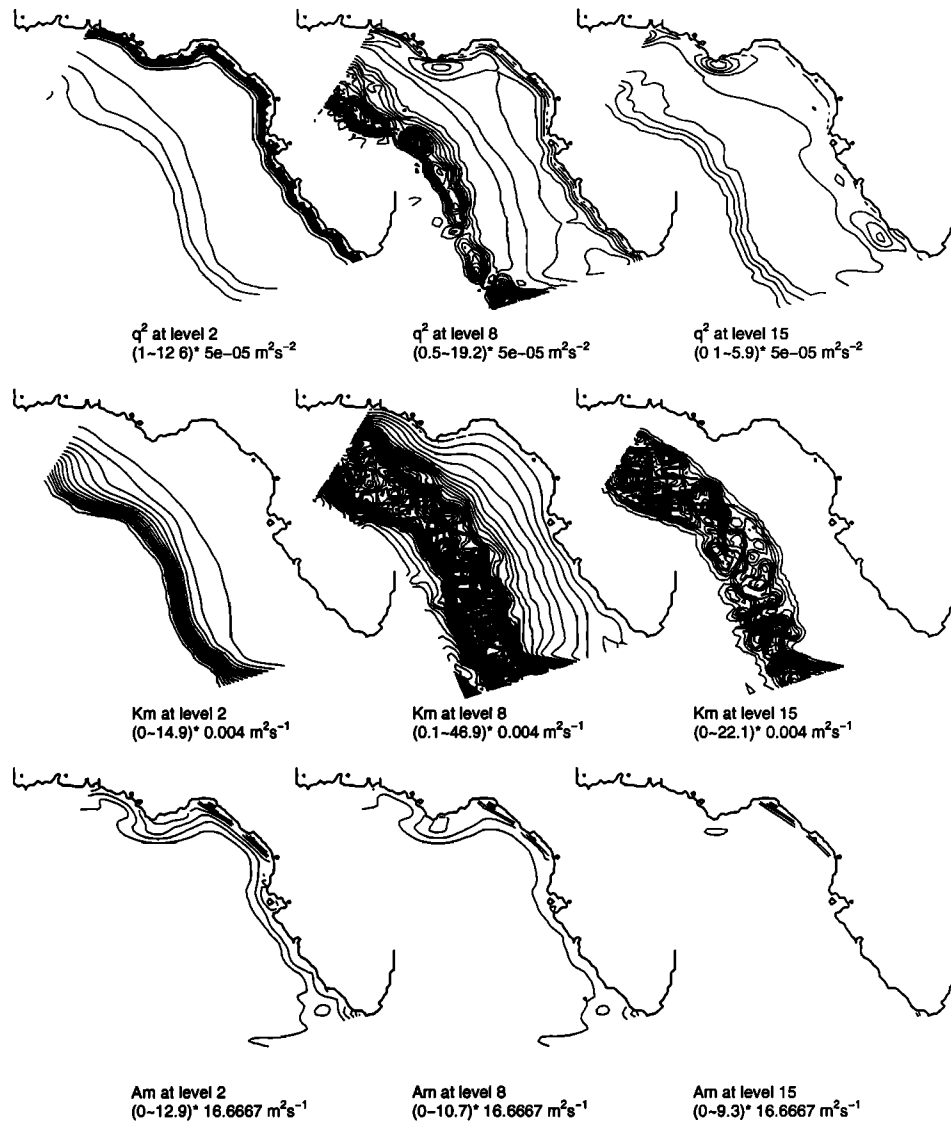 q² at level 2
(1~12 6)* 5e−05 m²s⁻²
q² at level 8
(0.5~19.2)* 5e−05 m²s⁻²
q² at level 15
(0 1~5.9)* 5e−05 m²s⁻²
Km at level 2
(0~14.9)* 0.004 m²s⁻¹
Km at level 8
(0.1~46.9)* 0.004 m²s⁻¹
Km at level 15
(0~22.1)* 0.004 m²s⁻¹
Am at level 2
(0~12.9)* 16.6667 m²s⁻¹
Am at level 8
(0~10.7)* 16.6667 m²s⁻¹
Am at level 15
(0~9.3)* 16.6667 m²s⁻¹